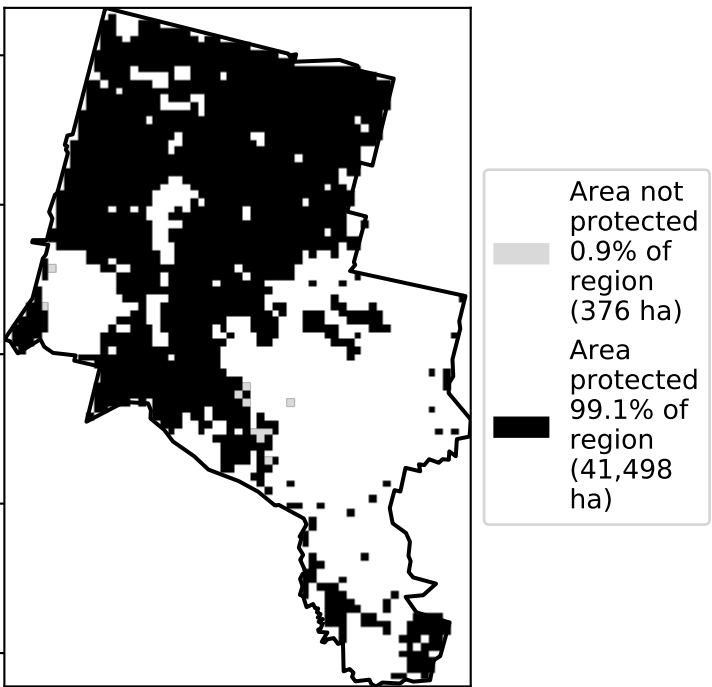 Area not
protected
0.9% of
region
(376 ha)
Area
protected
99.1% of
region
(41,498
ha)